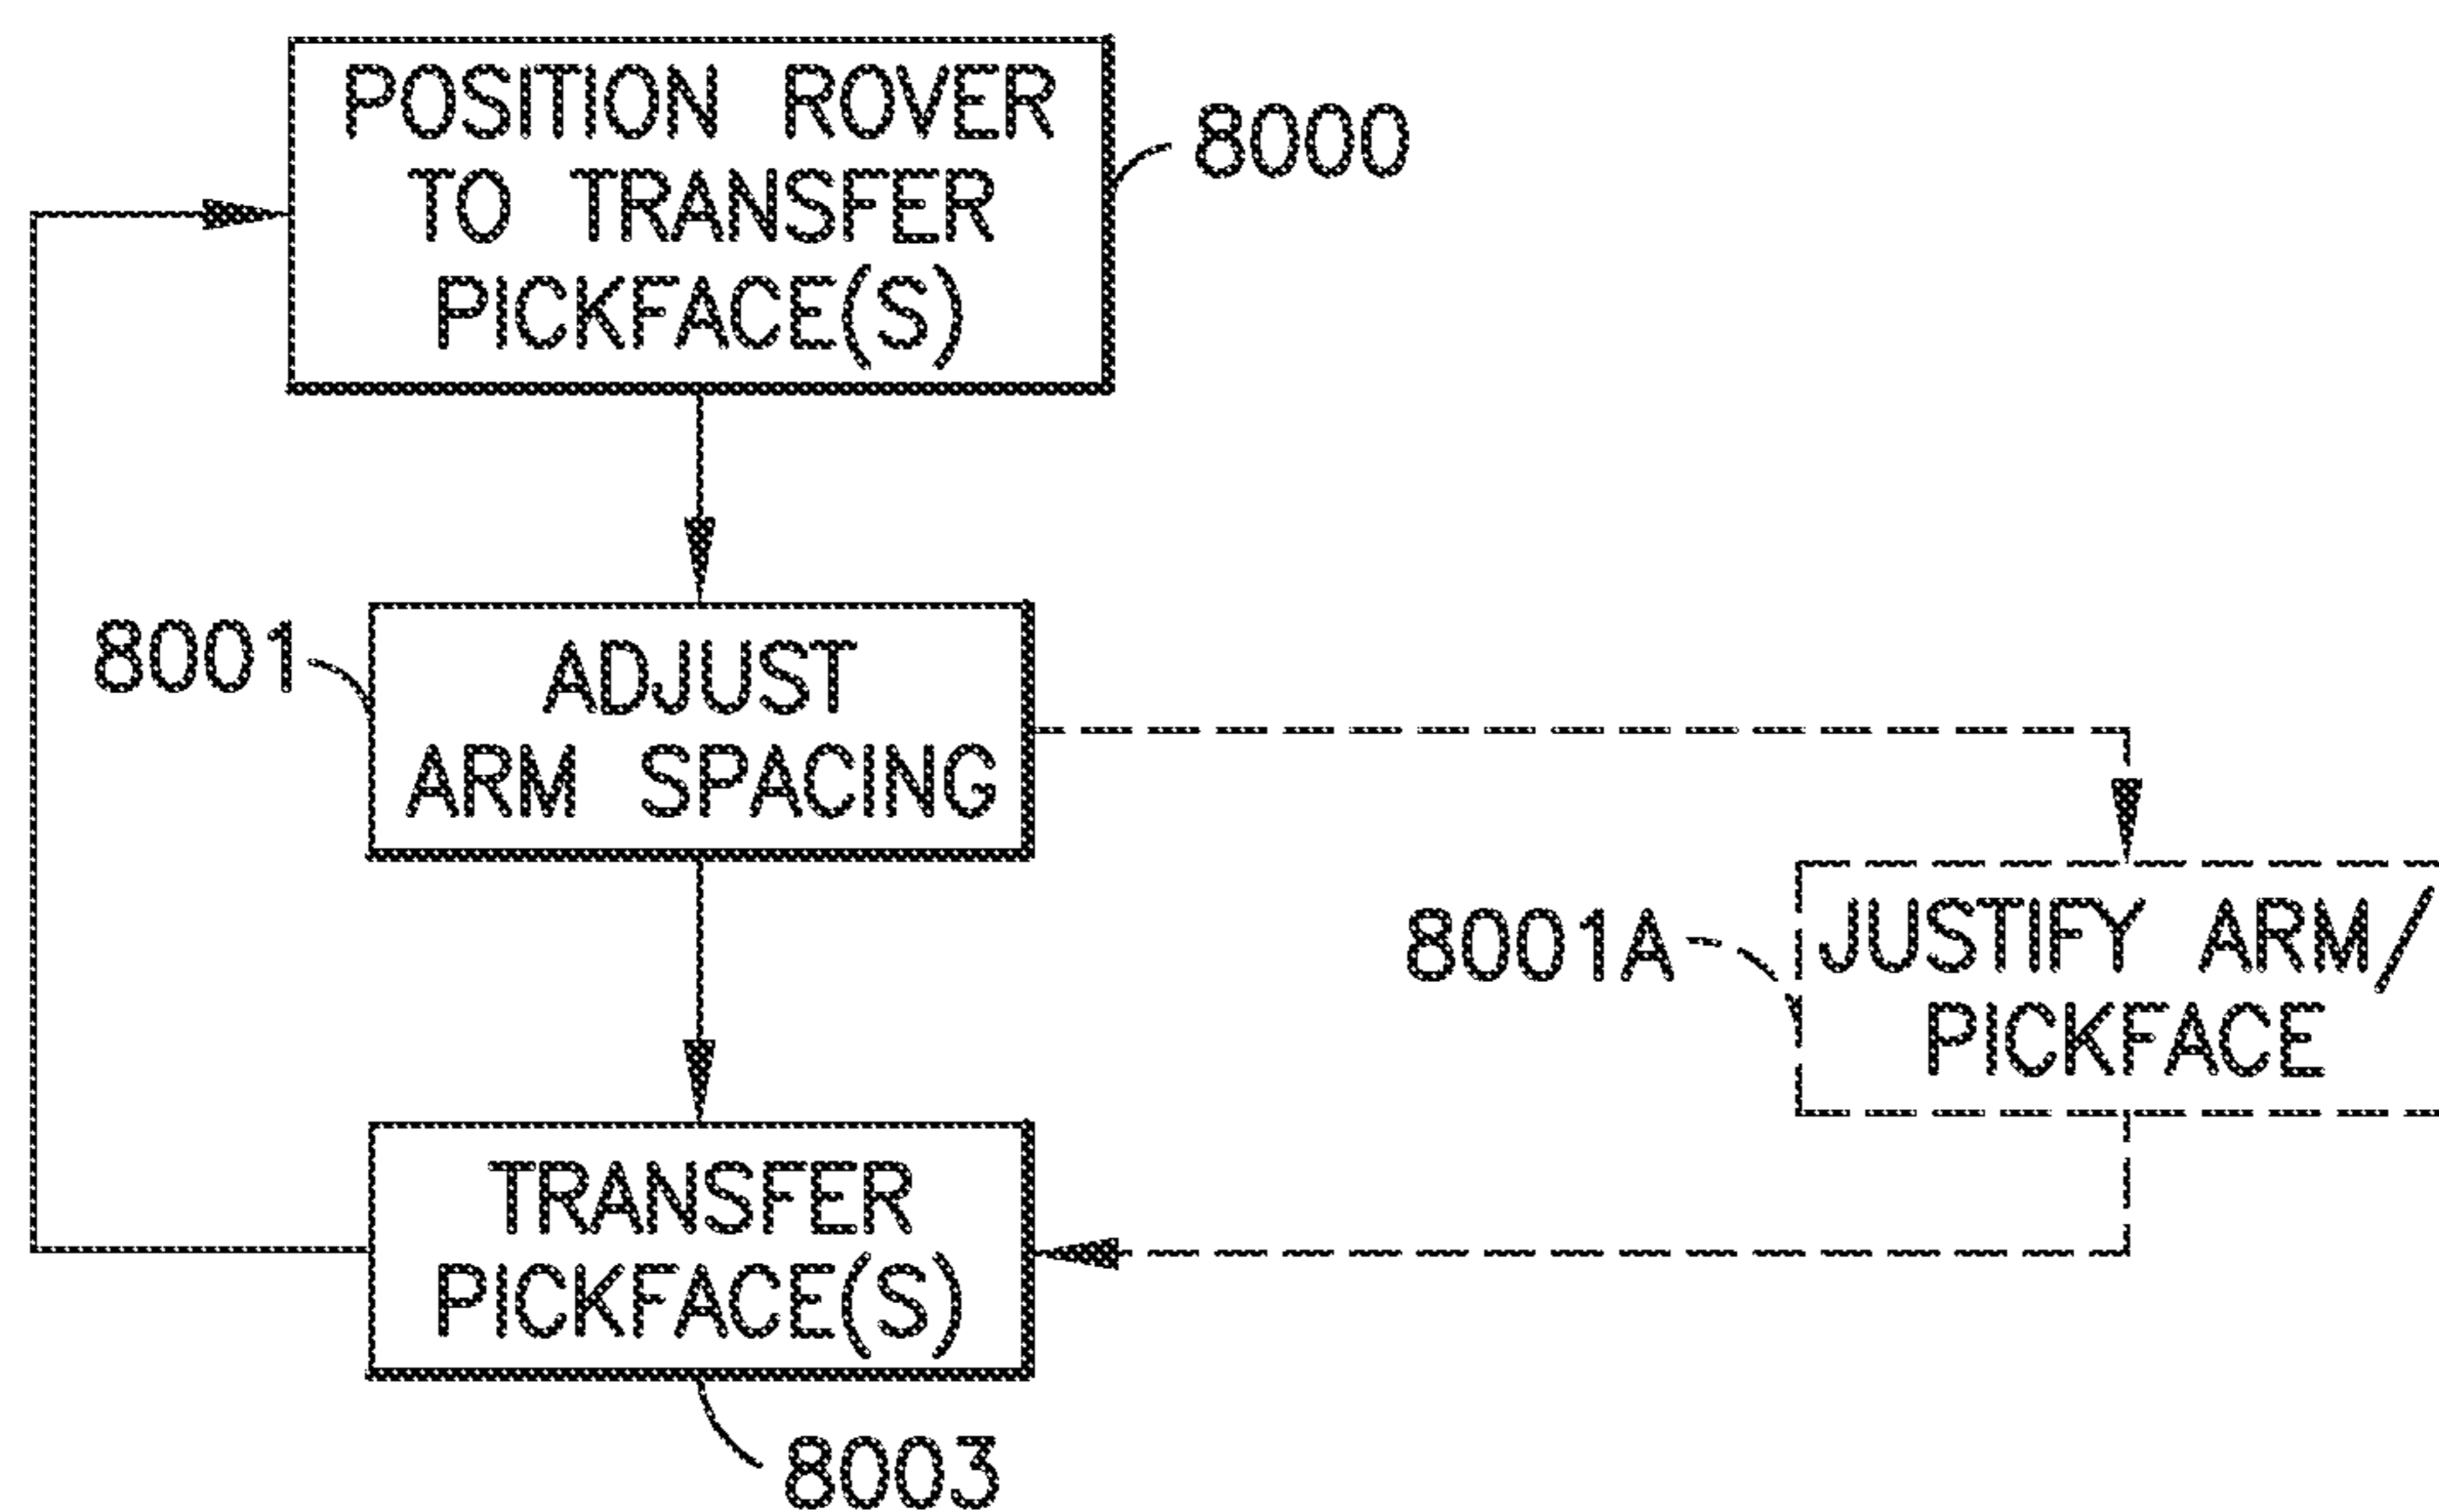 POSITION ROVER
TO TRANSFER
PICKFACE(S)
8000
8001
ADJUST
ARM SPACING
8001A
JUSTIFY ARM/
PICKFACE
TRANSFER
PICKFACE(S)
8003